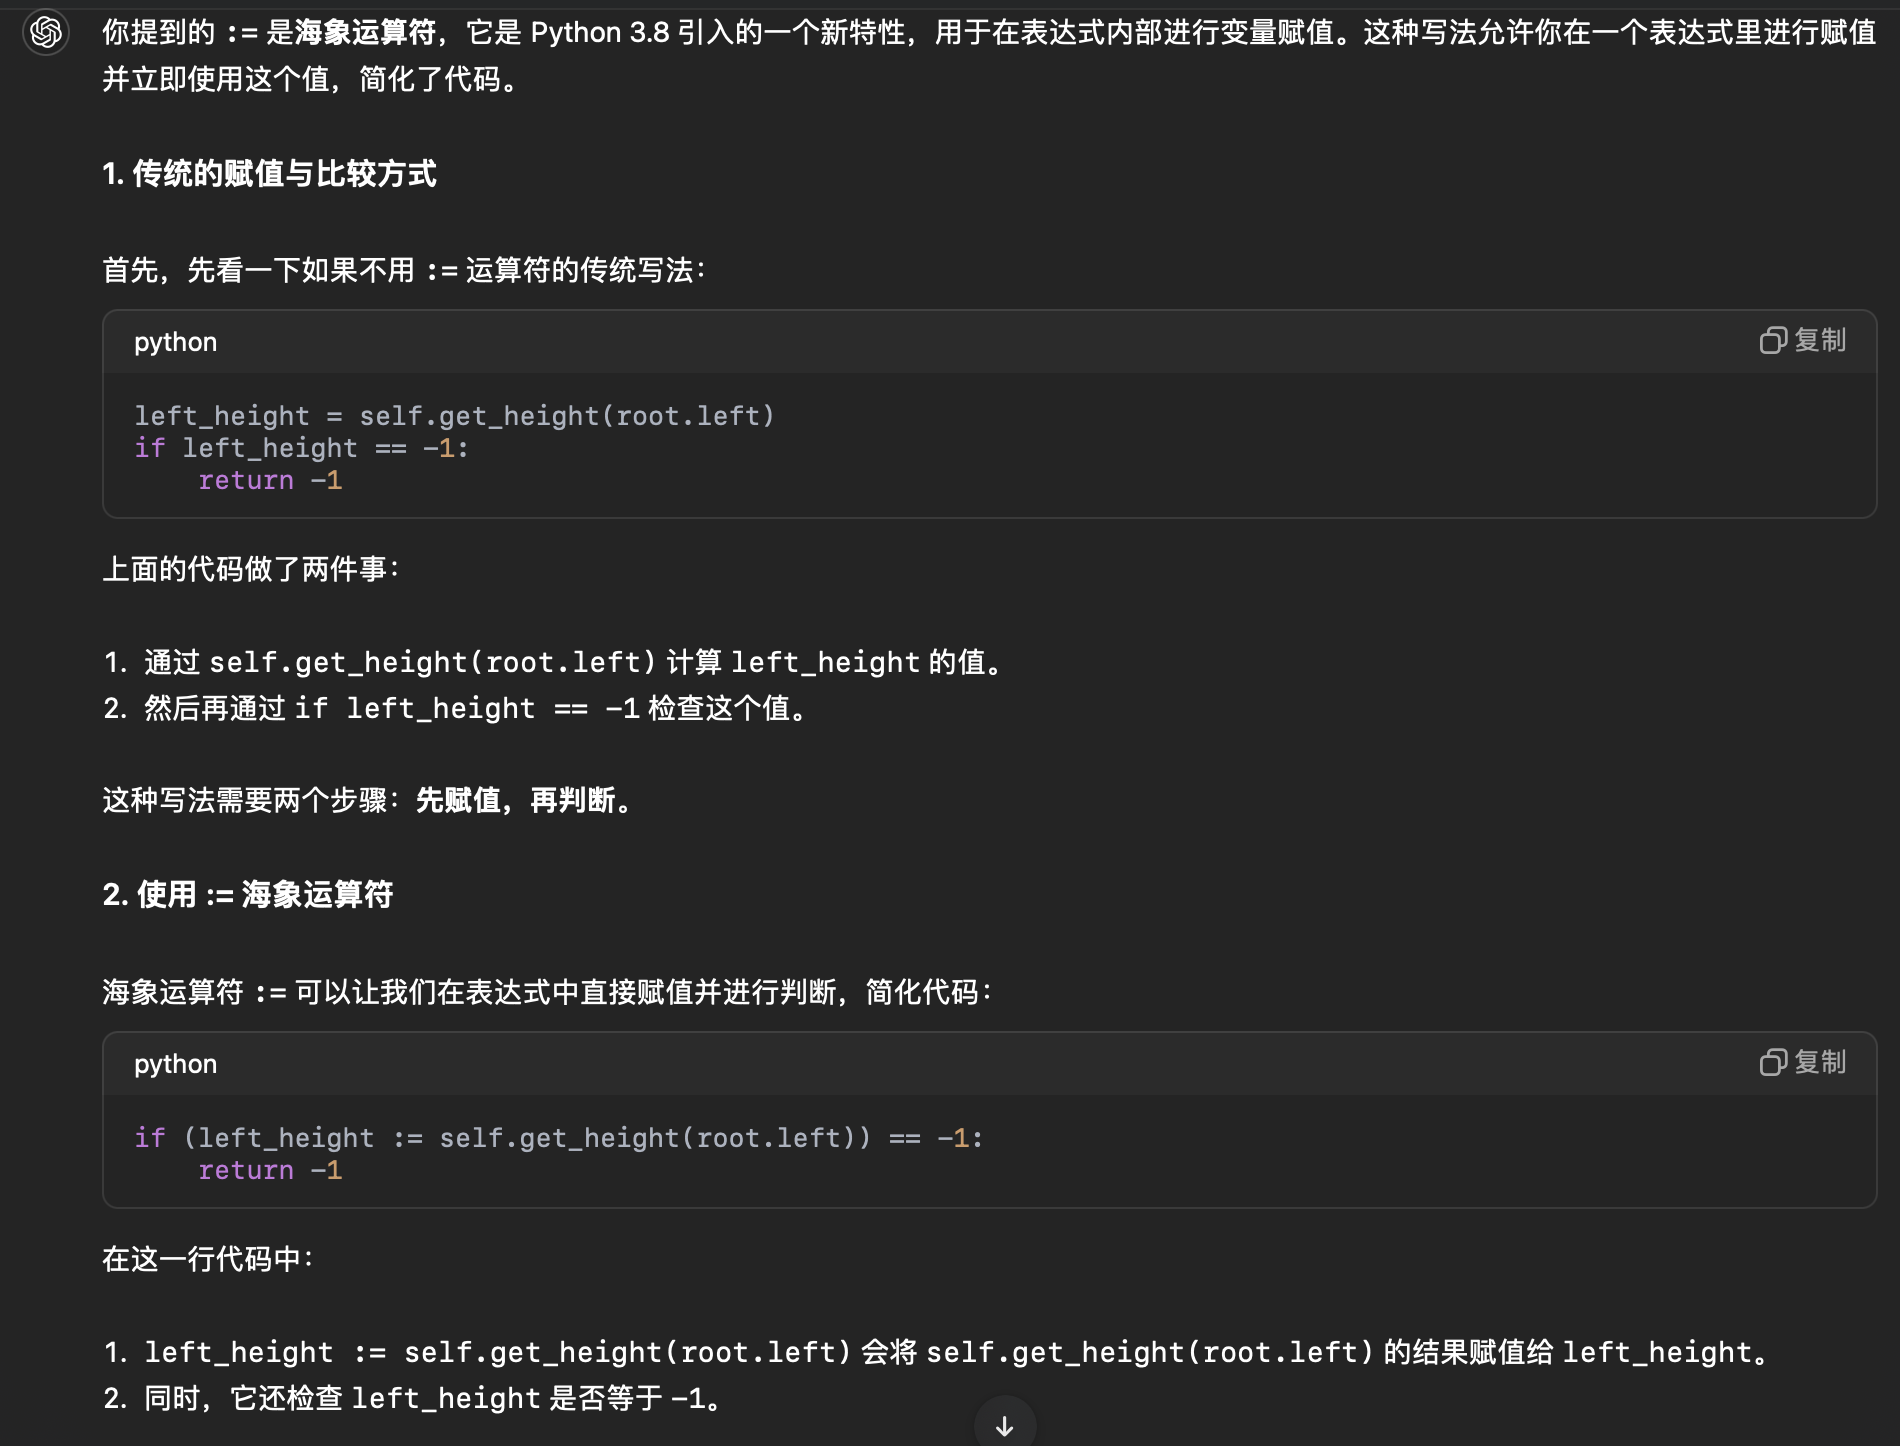 你提到的 := 是海象运算符，它是 Python 3.8 引入的一个新特性，用于在表达式内部进行变量赋值。这种写法允许你在一个表达式里进行赋值
并立即使用这个值，简化了代码。
1. 传统的赋值与比较方式
首先，先看一下如果不用 := 运算符的传统写法：
python 复制
left_height = self.get_height(root.left)
if left_height == -1:
    return -1
上面的代码做了两件事：
1. 通过 self.get_height(root.left) 计算 left_height 的值。
2. 然后再通过 if left_height == -1 检查这个值。
这种写法需要两个步骤：先赋值，再判断。
2. 使用 := 海象运算符
海象运算符 := 可以让我们在表达式中直接赋值并进行判断，简化代码：
python 复制
if (left_height := self.get_height(root.left)) == -1:
    return -1
在这一行代码中：
1. left_height := self.get_height(root.left) 会将 self.get_height(root.left) 的结果赋值给 left_height。
2. 同时，它还检查 left_height 是否等于 -1。